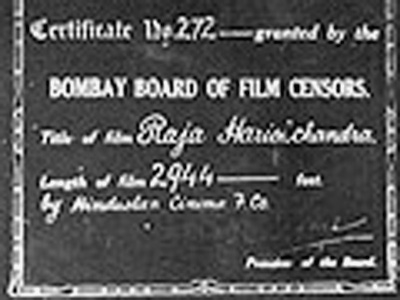 Certificate No. 272 — granted by the
BOMBAY BOARD OF FILM CENSORS.
Title of film Raja Harischandra.
Length of film 2944 — feet.
by Hindustan Cinema F. Co.
President of the Board.